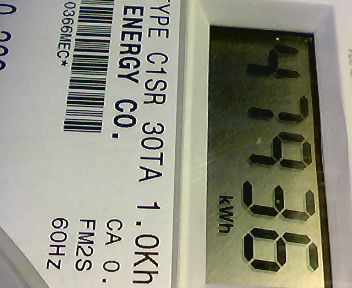 47936
kWh
TYPE C1SR 30TA 1.0Kh
ENERGY CO.
CA 0.
FM2S
60HZ
0366MEC*